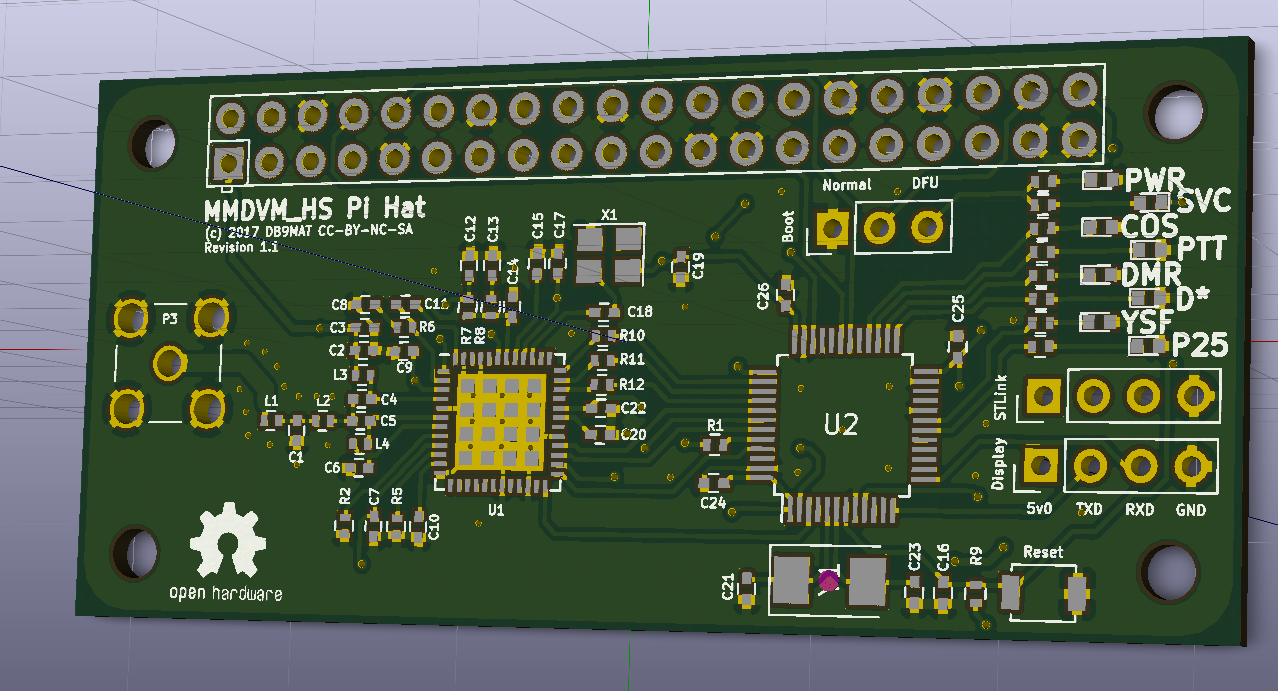 MMDVM_HS Pi Hat
(c) 2017 DB9MAT CC-BY-NC-SA
Revision 1.1
Normal
DFU
Boot
PWR
SVC
COS
PTT
DMR
D*
YSF
P25
C12
C13
C14
C15
C17
X1
C19
C26
C25
P3
C8
C3
R6
C2
C9
R7
R8
C18
R10
R11
R12
C22
C20
L3
C4
C5
L4
C6
L1
L2
C1
R2
C7
R5
C10
U1
R1
C24
U2
STLink
Display
5v0
TXD
RXD
GND
C21
C23
C16
R9
Reset
open hardware